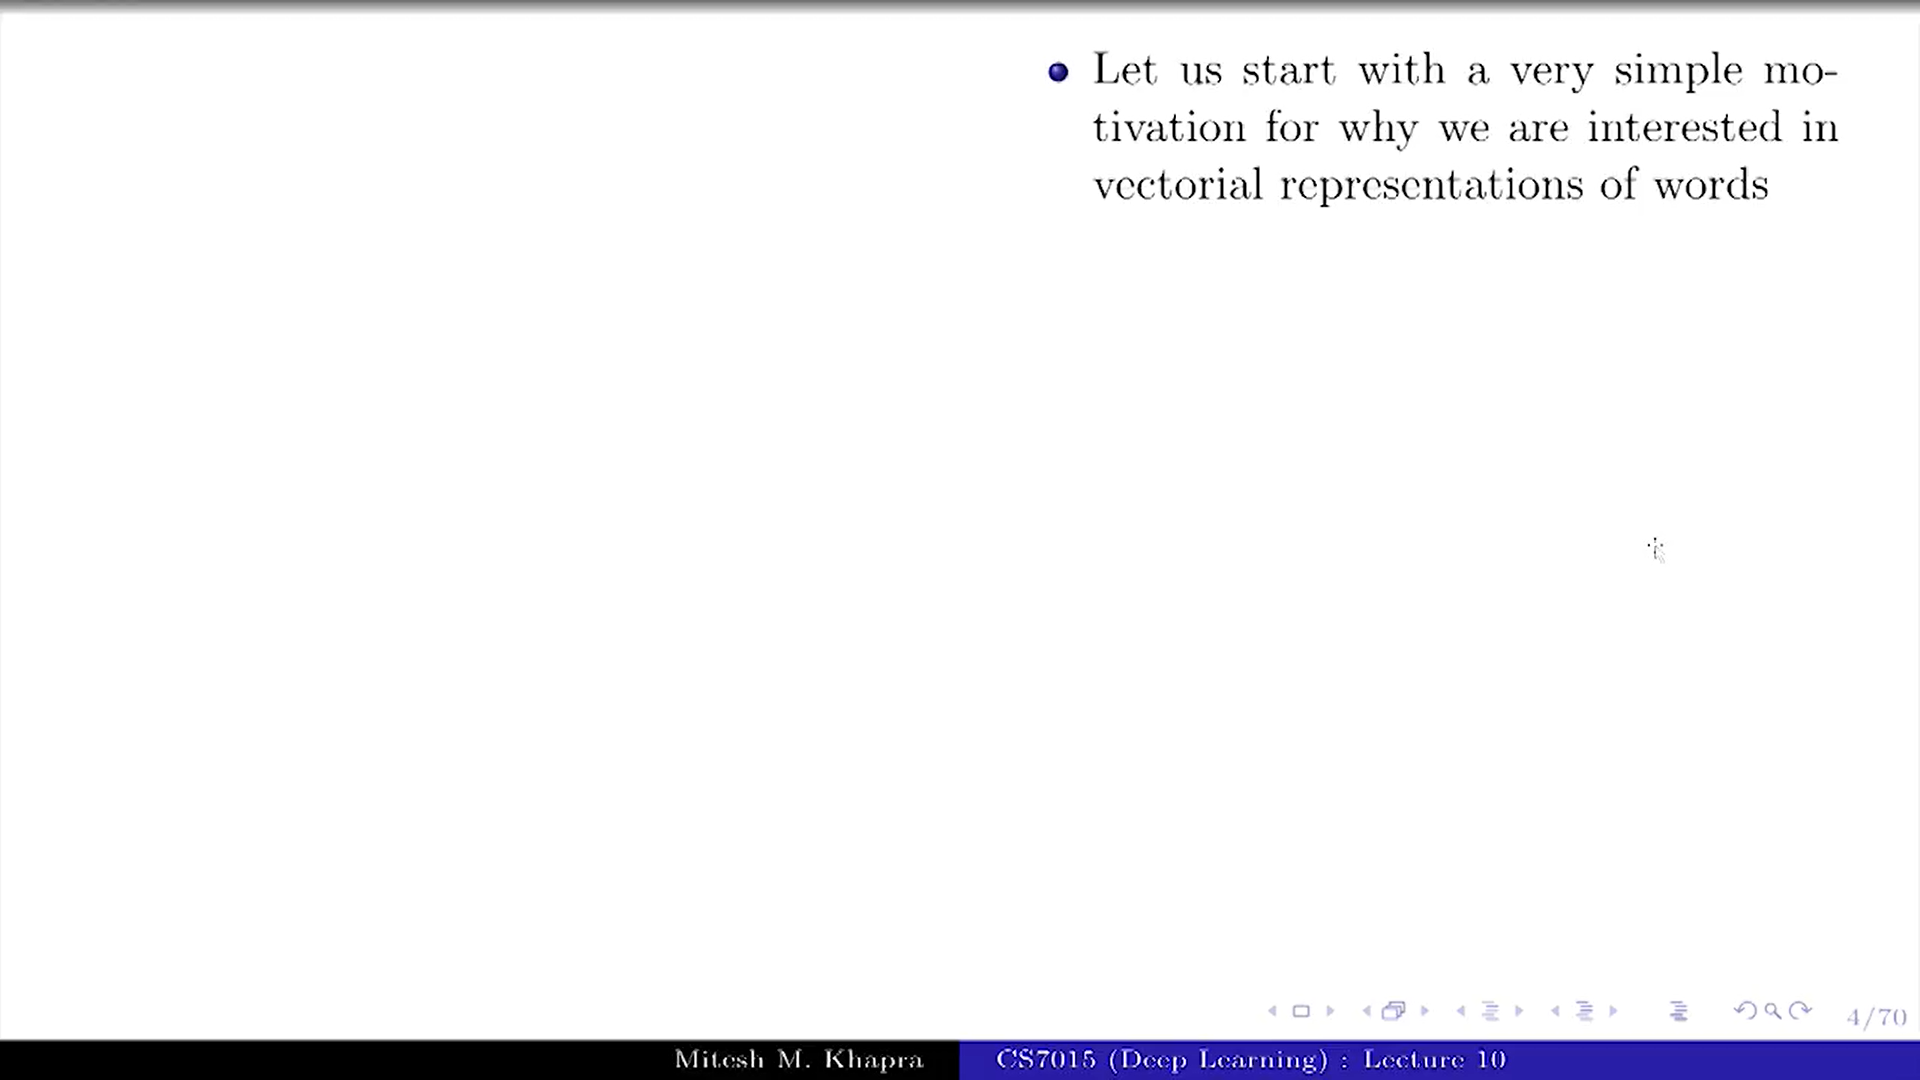 Let us start with a very simple mo-
tivation for why we are interested in
vectorial representations of words
4/70
Mitesh M. Khapra
CS7015 (Deep Learning) : Lecture 10